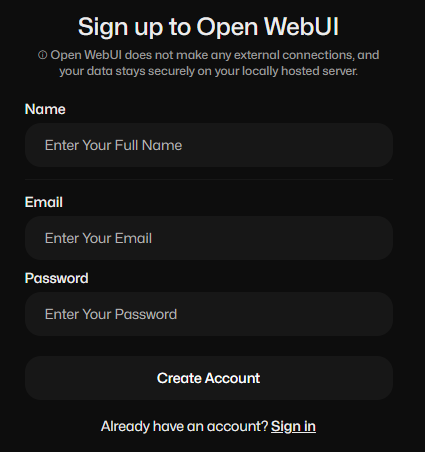 Sign up to Open WebUI
ⓘ Open WebUI does not make any external connections, and
your data stays securely on your locally hosted server.
Name
Enter Your Full Name
Email
Enter Your Email
Password
Enter Your Password
Create Account
Already have an account? Sign in